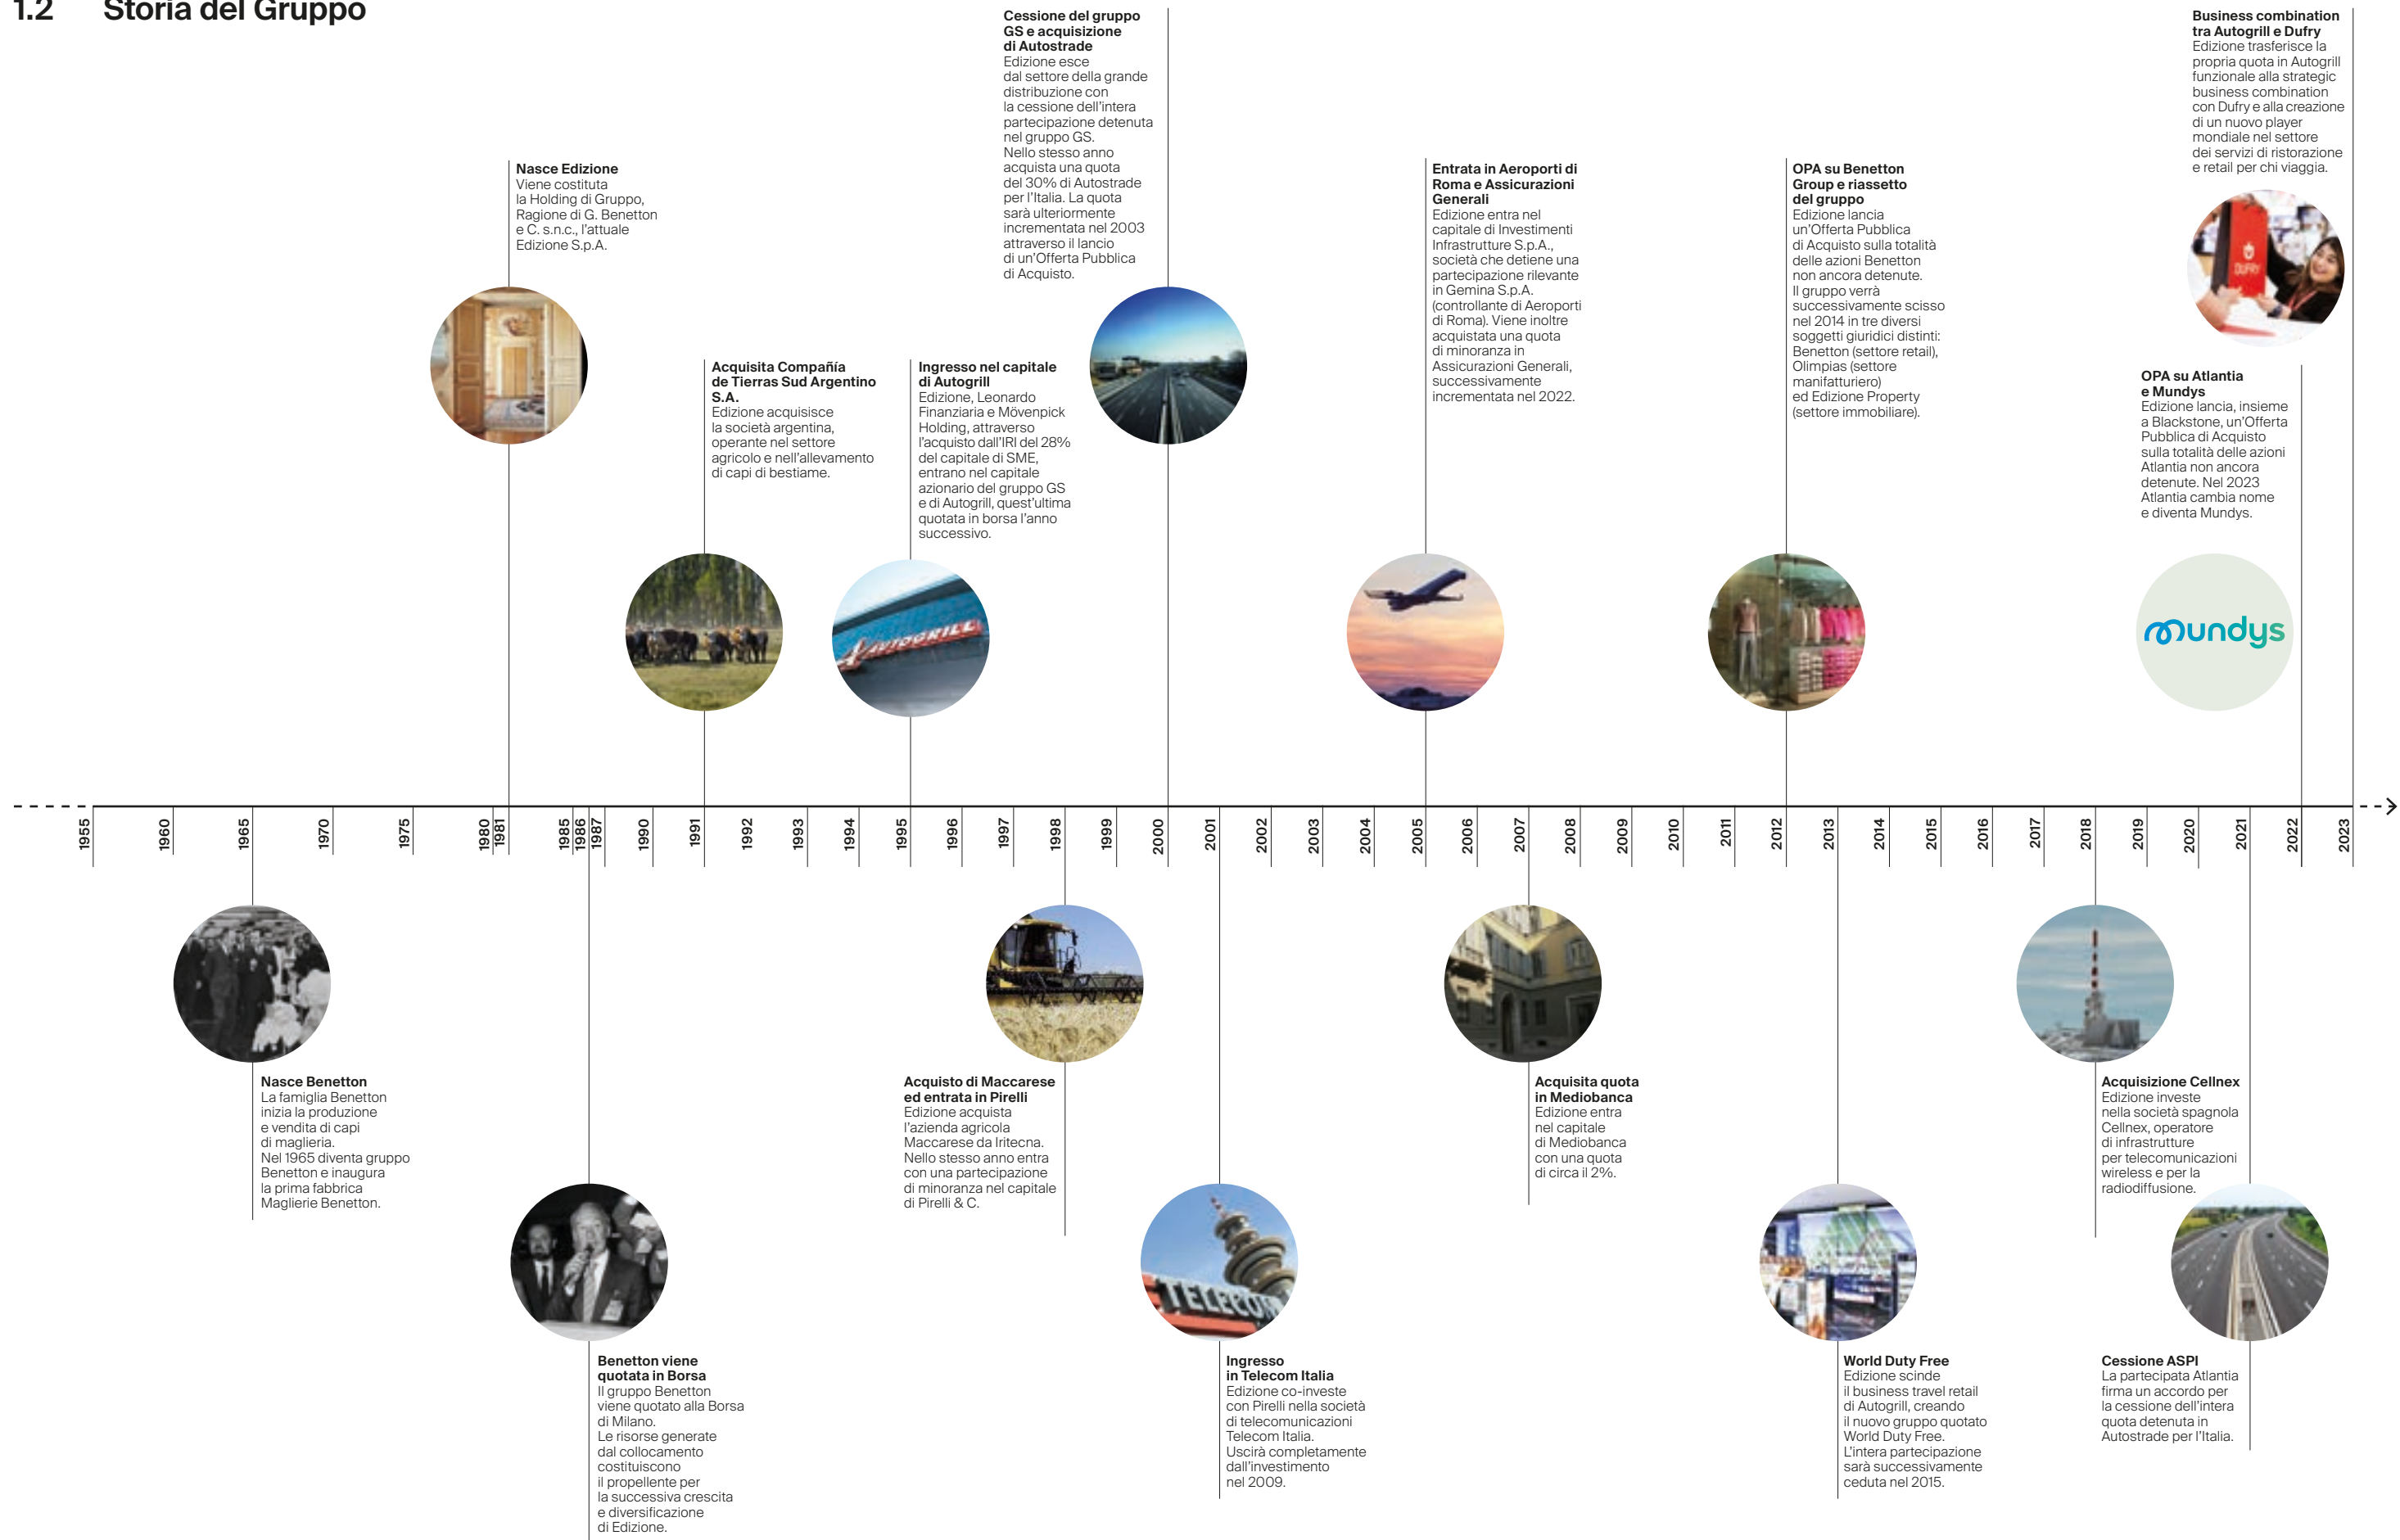 1.2 Storia del Gruppo
Nasce Edizione
Viene costituita
la Holding di Gruppo,
Ragione di G. Benetton
e C. s.n.c., l'attuale
Edizione S.p.A.
Acquisita Compañía
de Tierras Sud Argentino
S.A.
Edizione acquisisce
la società argentina,
operante nel settore
agricolo e nell'allevamento
di capi di bestiame.
Ingresso nel capitale
di Autogrill
Edizione, Leonardo
Finanziaria e Mövenpick
Holding, attraverso
l'acquisto dall'IRI del 28%
del capitale di SME,
entrano nel capitale
azionario del gruppo GS
e di Autogrill, quest'ultima
quotata in borsa l'anno
successivo.
AUTOGRILL
Cessione del gruppo
GS e acquisizione
di Autostrade
Edizione esce
dal settore della grande
distribuzione con
la cessione dell'intera
partecipazione detenuta
nel gruppo GS.
Nello stesso anno
acquista una quota
del 30% di Autostrade
per l'Italia. La quota
sarà ulteriormente
incrementata nel 2003
attraverso il lancio
di un'Offerta Pubblica
di Acquisto.
Entrata in Aeroporti di
Roma e Assicurazioni
Generali
Edizione entra nel
capitale di Investimenti
Infrastrutture S.p.A.,
società che detiene una
partecipazione rilevante
in Gemina S.p.A.
(controllante di Aeroporti
di Roma). Viene inoltre
acquistata una quota
di minoranza in
Assicurazioni Generali,
successivamente
incrementata nel 2022.
OPA su Benetton
Group e riassetto
del gruppo
Edizione lancia
un'Offerta Pubblica
di Acquisto sulla totalità
delle azioni Benetton
non ancora detenute.
Il gruppo verrà
successivamente scisso
nel 2014 in tre diversi
soggetti giuridici distinti:
Benetton (settore retail),
Olimpias (settore
manifatturiero)
ed Edizione Property
(settore immobiliare).
Business combination
tra Autogrill e Dufry
Edizione trasferisce la
propria quota in Autogrill
funzionale alla strategic
business combination
con Dufry e alla creazione
di un nuovo player
mondiale nel settore
dei servizi di ristorazione
e retail per chi viaggia.
DUFRY
OPA su Atlantia
e Mundys
Edizione lancia, insieme
a Blackstone, un'Offerta
Pubblica di Acquisto
sulla totalità delle azioni
Atlantia non ancora
detenute. Nel 2023
Atlantia cambia nome
e diventa Mundys.
mundys
1955
1960
1965
1970
1975
1980
1981
1985
1986
1987
1990
1991
1992
1993
1994
1995
1996
1997
1998
1999
2000
2001
2002
2003
2004
2005
2006
2007
2008
2009
2010
2011
2012
2013
2014
2015
2016
2017
2018
2019
2020
2021
2022
2023
Nasce Benetton
La famiglia Benetton
inizia la produzione
e vendita di capi
di maglieria.
Nel 1965 diventa gruppo
Benetton e inaugura
la prima fabbrica
Maglierie Benetton.
Benetton viene
quotata in Borsa
Il gruppo Benetton
viene quotato alla Borsa
di Milano.
Le risorse generate
dal collocamento
costituiscono
il propellente per
la successiva crescita
e diversificazione
di Edizione.
Acquisto di Maccarese
ed entrata in Pirelli
Edizione acquista
l'azienda agricola
Maccarese da Iritecna.
Nello stesso anno entra
con una partecipazione
di minoranza nel capitale
di Pirelli & C.
TELECOM
Ingresso
in Telecom Italia
Edizione co-investe
con Pirelli nella società
di telecomunicazioni
Telecom Italia.
Uscirà completamente
dall'investimento
nel 2009.
Acquisita quota
in Mediobanca
Edizione entra
nel capitale
di Mediobanca
con una quota
di circa il 2%.
World Duty Free
Edizione scinde
il business travel retail
di Autogrill, creando
il nuovo gruppo quotato
World Duty Free.
L'intera partecipazione
sarà successivamente
ceduta nel 2015.
Acquisizione Cellnex
Edizione investe
nella società spagnola
Cellnex, operatore
di infrastrutture
per telecomunicazioni
wireless e per la
radiodiffusione.
Cessione ASPI
La partecipata Atlantia
firma un accordo per
la cessione dell'intera
quota detenuta in
Autostrade per l'Italia.